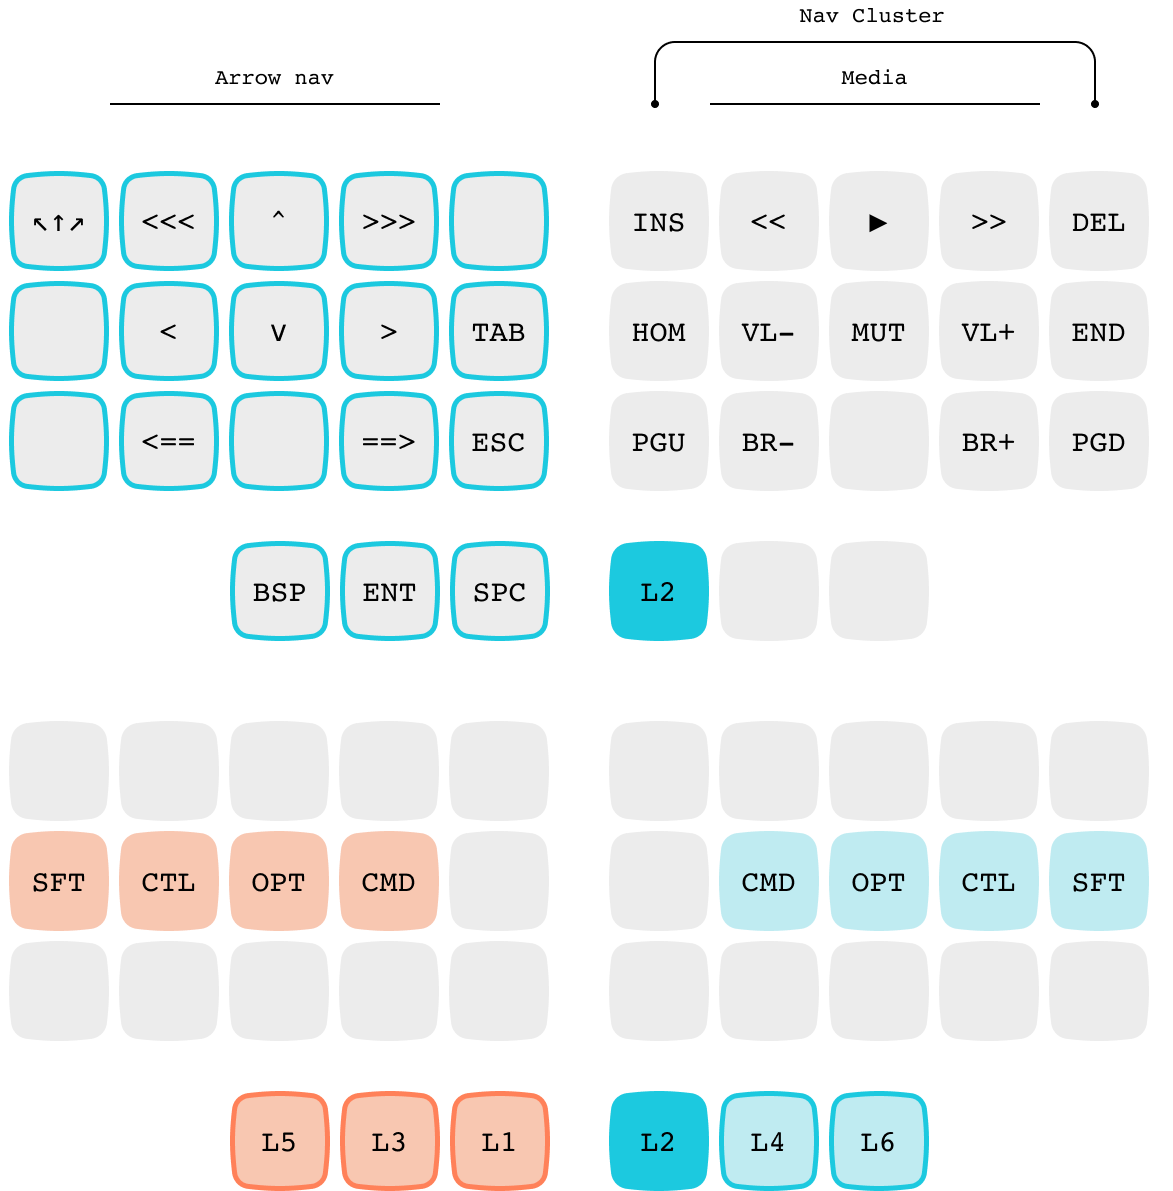 Nav Cluster
Arrow nav
Media
↖↑↗ <<< ^ >>> INS << ▶ >> DEL
< v > TAB HOM VL- MUT VL+ END
<== ==> ESC PGU BR- BR+ PGD
BSP ENT SPC L2
SFT CTL OPT CMD CMD OPT CTL SFT
L5 L3 L1 L2 L4 L6